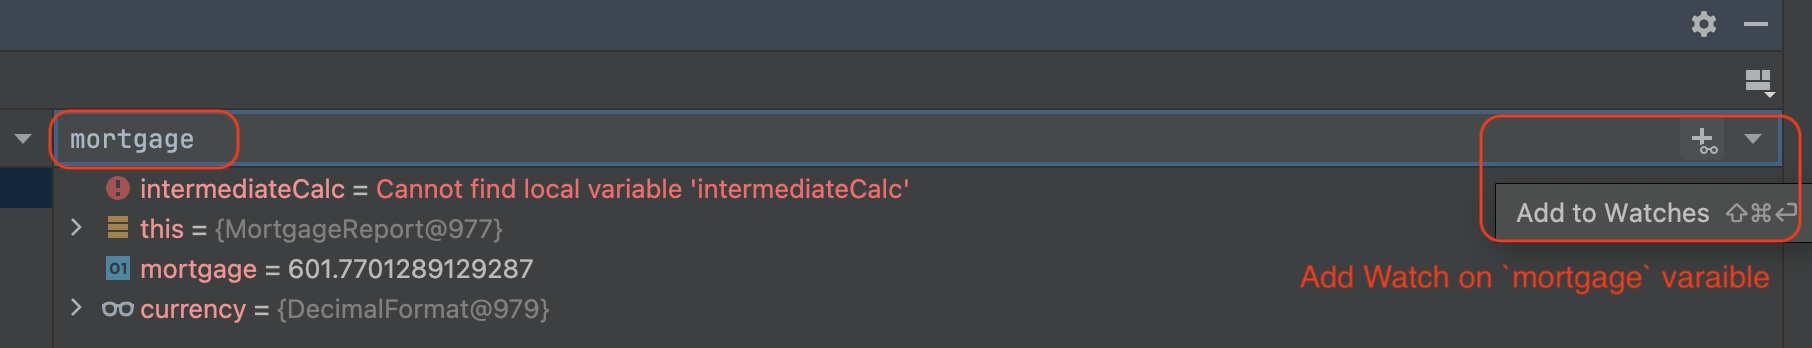 mortgage
intermediateCalc = Cannot find local variable 'intermediateCalc'
this = {MortgageReport@977}
Add to Watches ⇧⌘↩
01 mortgage = 601.7701289129287
Add Watch on `mortgage` varaible
currency = {DecimalFormat@979}